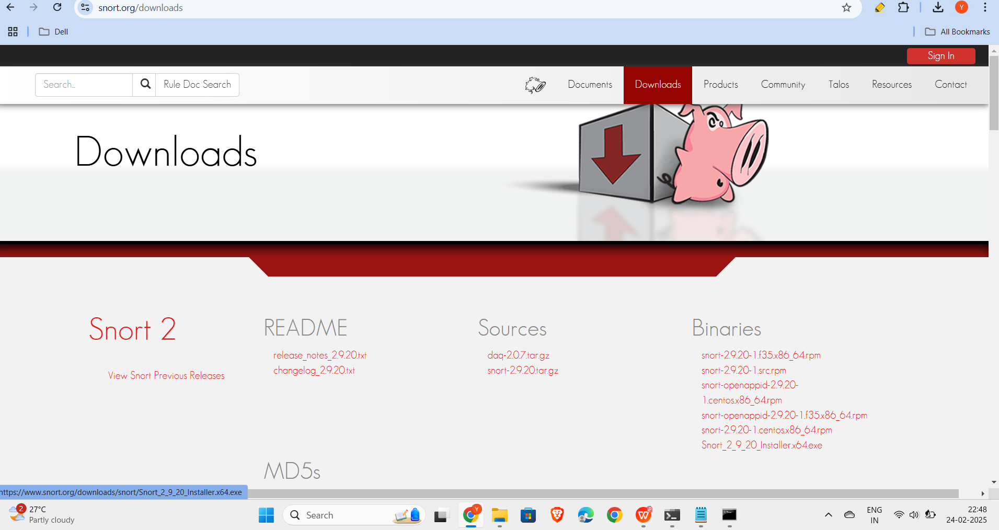 snort.org/downloads
Y
Dell
All Bookmarks
Sign In
Search...
Rule Doc Search
Documents
Downloads
Products
Community
Talos
Resources
Contact
Downloads
Snort 2
View Snort Previous Releases
README
release_notes_2.9.20.txt
changelog_2.9.20.txt
Sources
daq-2.0.7.tar.gz
snort-2.9.20.tar.gz
Binaries
snort-2.9.20-1.f35.x86_64.rpm
snort-2.9.20-1.src.rpm
snort-openappid-2.9.20-
1.centos.x86_64.rpm
snort-openappid-2.9.20-1.f35.x86_64.rpm
snort-2.9.20-1.centos.x86_64.rpm
Snort_2_9_20_Installer.x64.exe
MD5s
https://www.snort.org/downloads/snort/Snort_2_9_20_Installer.x64.exe
2
27°C
Partly cloudy
Search
Y
W
P
ENG
IN
22:48
24-02-2025